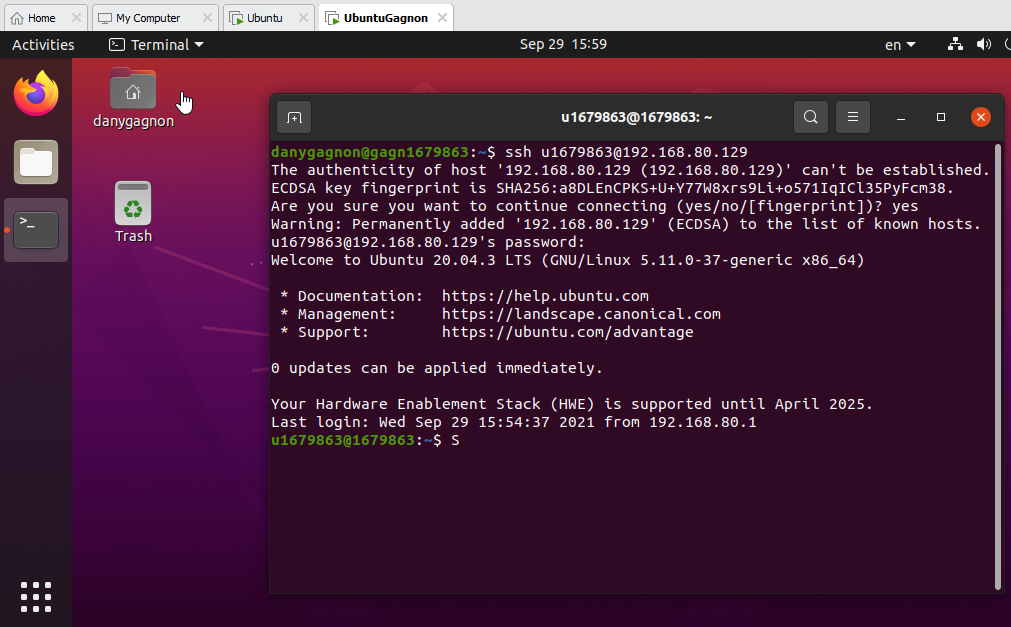 Home
My Computer
Ubuntu
UbuntuGagnon
Activities
Terminal
Sep 29 15:59
en
danygagnon
Trash
u1679863@1679863: ~
danygagnon@gagn1679863:~$ ssh u1679863@192.168.80.129
The authenticity of host '192.168.80.129 (192.168.80.129)' can't be established.
ECDSA key fingerprint is SHA256:a8DLEnCPKS+U+Y77W8xrs9Li+o571IqICl35PyFcm38.
Are you sure you want to continue connecting (yes/no/[fingerprint])? yes
Warning: Permanently added '192.168.80.129' (ECDSA) to the list of known hosts.
u1679863@192.168.80.129's password:
Welcome to Ubuntu 20.04.3 LTS (GNU/Linux 5.11.0-37-generic x86_64)
* Documentation: https://help.ubuntu.com
* Management: https://landscape.canonical.com
* Support: https://ubuntu.com/advantage
0 updates can be applied immediately.
Your Hardware Enablement Stack (HWE) is supported until April 2025.
Last login: Wed Sep 29 15:54:37 2021 from 192.168.80.1
u1679863@1679863:~$ S